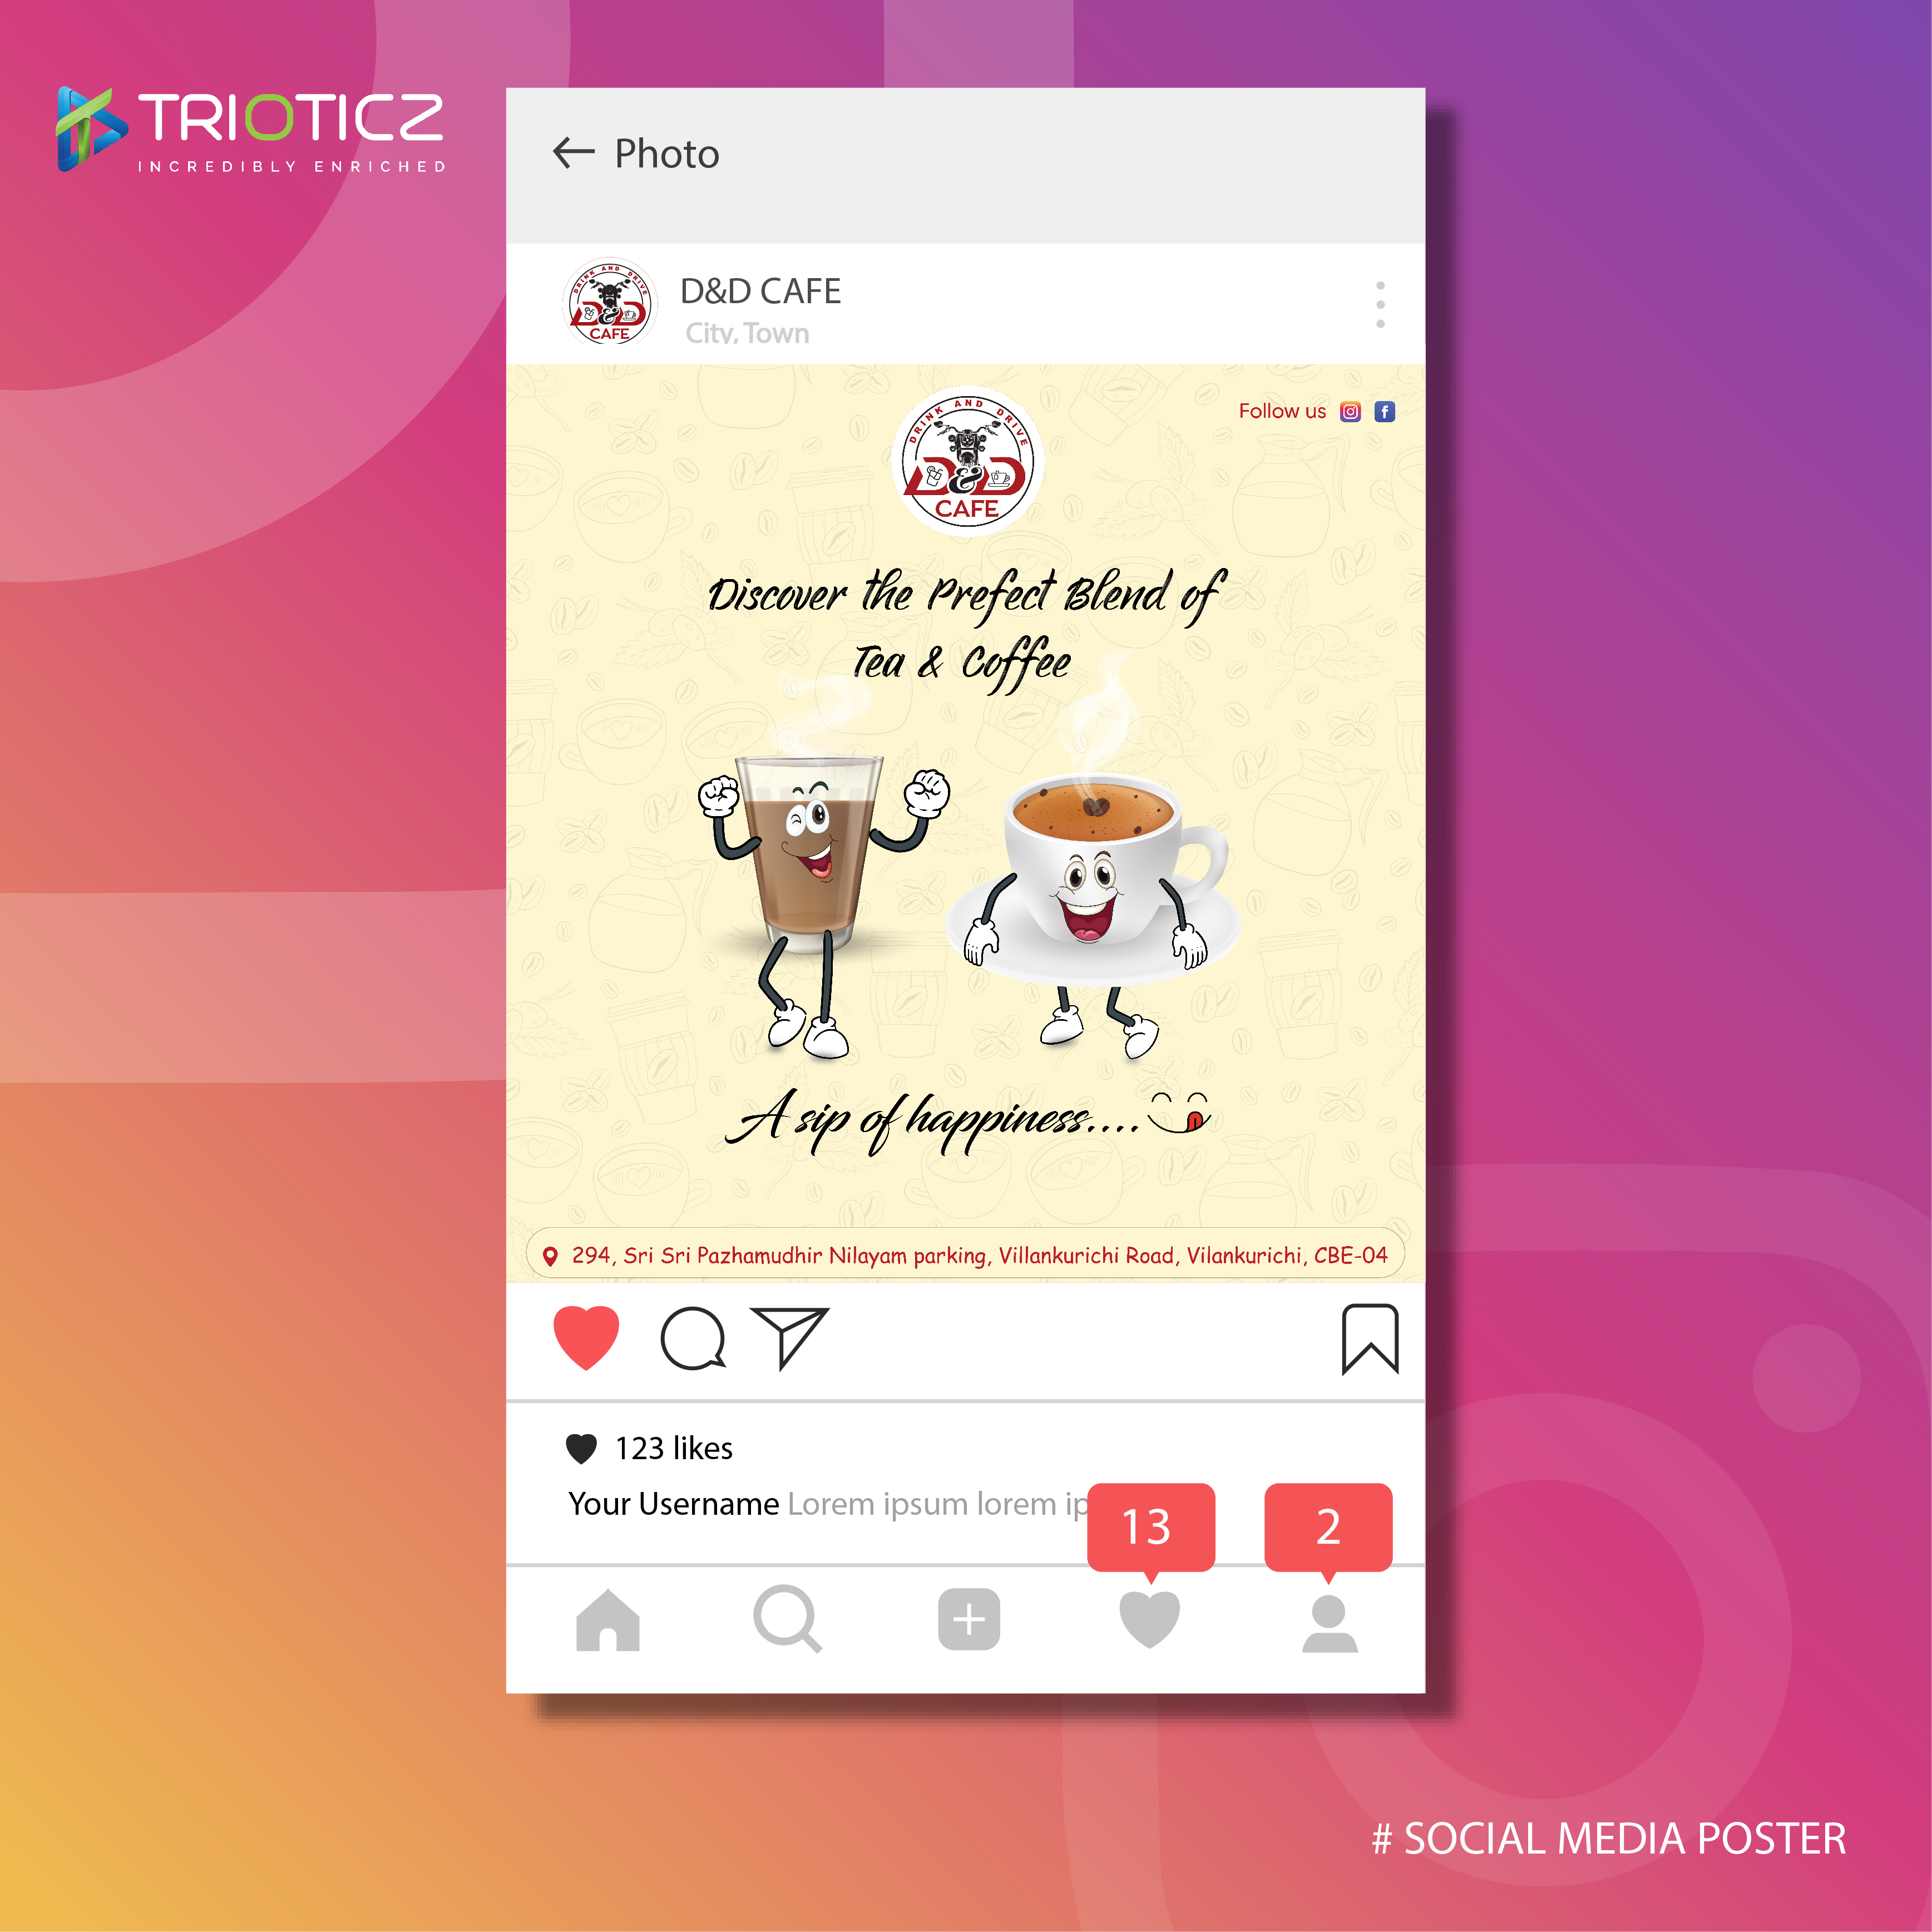 TRIOTICZ
INCREDIBLY ENRICHED
Photo
DRINK AND DRIVE
D&D
CAFE
D&D CAFE
City, Town
Follow us
DRINK AND DRIVE
D&D
CAFE
Discover the Prefect Blend of
Tea & Coffee
A sip of happiness....
294, Sri Sri Pazhamudhir Nilayam parking, Villankurichi Road, Vilankurichi, CBE-04
123 likes
Your Username Lorem ipsum lorem ip
13
2
# SOCIAL MEDIA POSTER